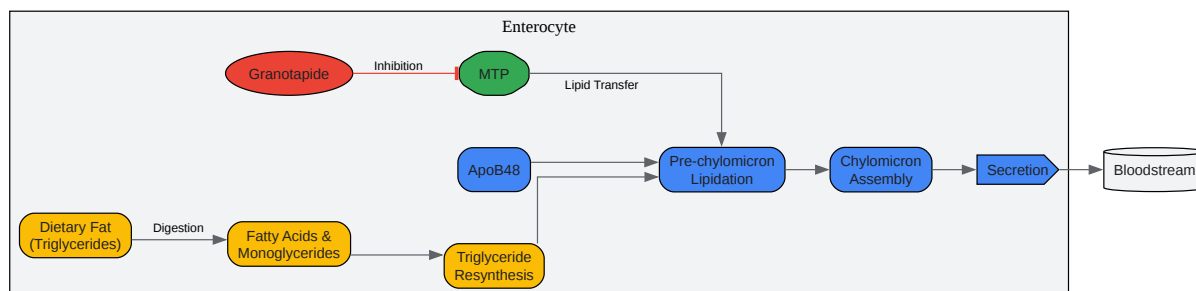 Enterocyte
Granotapide
Inhibition
MTP
Lipid Transfer
ApoB48
Pre-chylomicron
Lipidation
Chylomicron
Assembly
Secretion
Bloodstream
Dietary Fat
(Triglycerides)
Digestion
Fatty Acids &
Monoglycerides
Triglyceride
Resynthesis